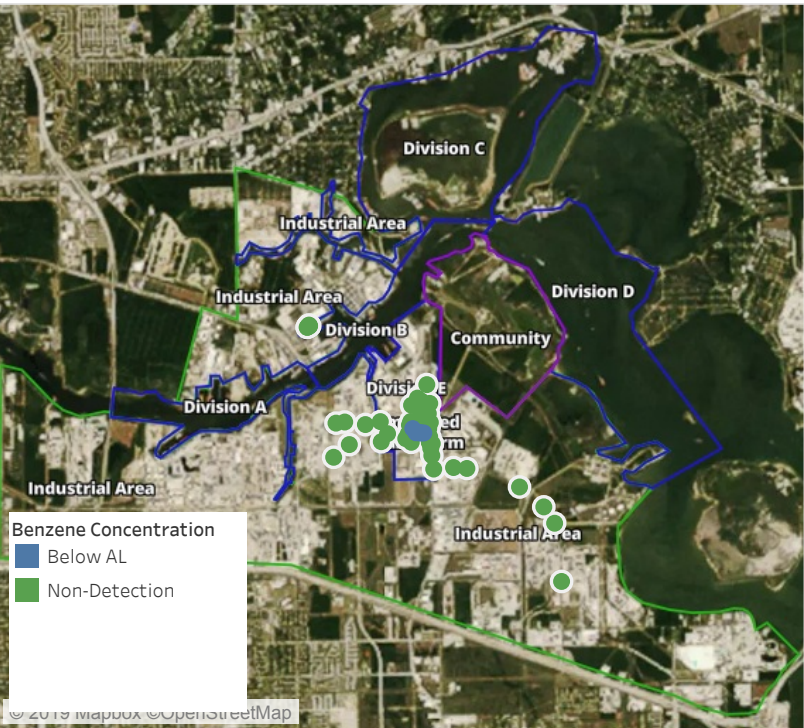 Division C
Industrial Area
Division D
Industrial Area
Division B
Community
Division A
Industrial Area
Industrial Area
Benzene Concentration
Below AL
Non-Detection
© 2019 Mapbox ©OpenStreetMap